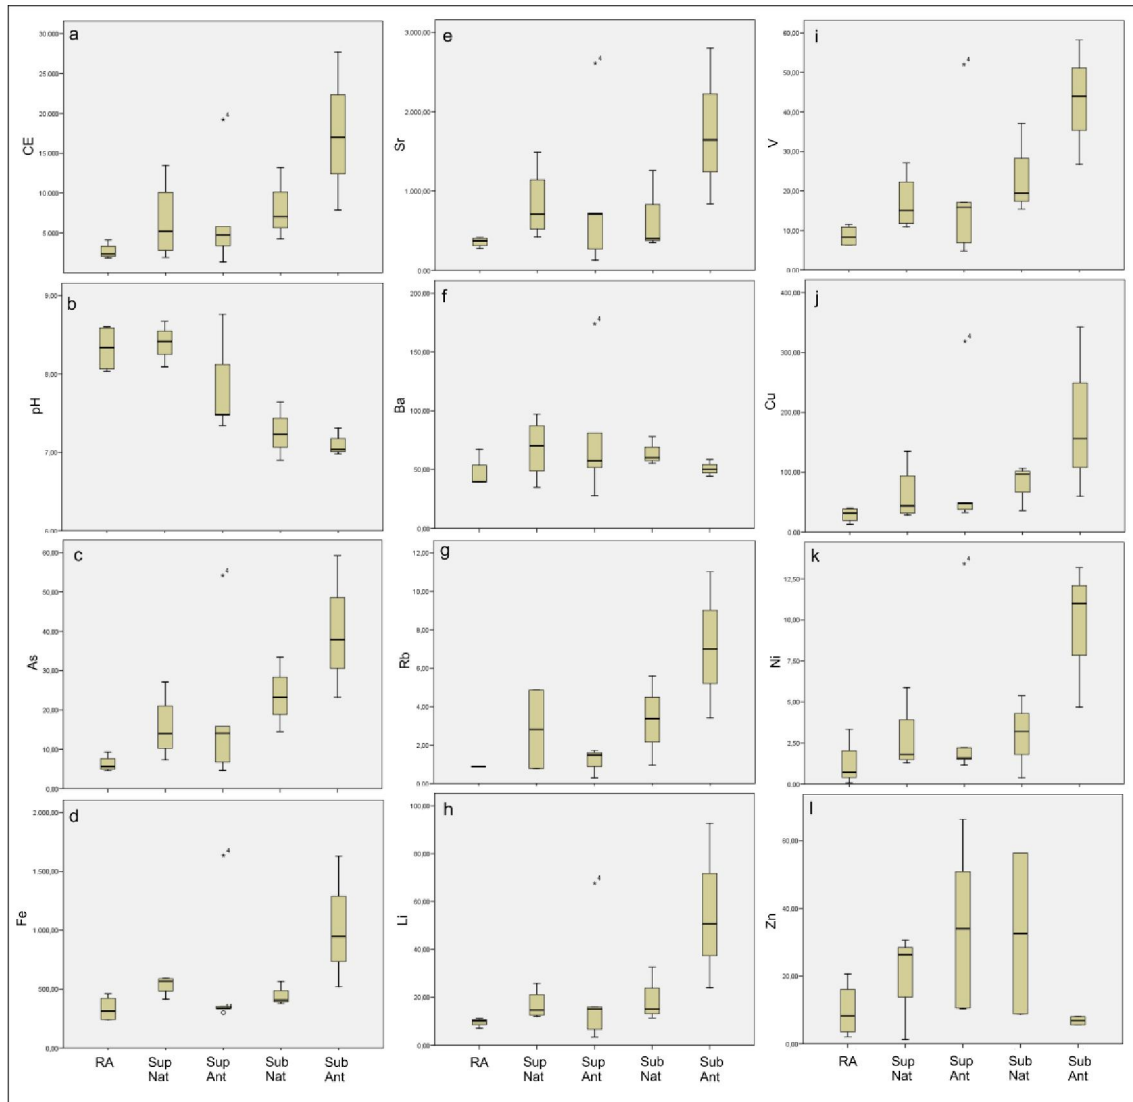 a
30.000
25.000
20.000
15.000
10.000
5.000
CE
4
e
3.000,00
2.000,00
1.000,00
0,00
Sr
4
i
60,00
50,00
40,00
30,00
20,00
10,00
0,00
V
4
b
9,00
8,00
7,00
6,00
pH
f
200,00
150,00
100,00
50,00
0,00
Ba
4
j
400,00
300,00
200,00
100,00
0,00
Cu
4
c
60,00
50,00
40,00
30,00
20,00
10,00
0,00
As
4
g
12,00
10,00
8,00
6,00
4,00
2,00
0,00
Rb
k
12,50
10,00
7,50
5,00
2,50
0,00
Ni
4
d
2.000,00
1.500,00
1.000,00
500,00
0,00
Fe
4
h
100,00
80,00
60,00
40,00
20,00
0,00
Li
4
l
60,00
40,00
20,00
0,00
Zn
RA Sup Sup Sub Sub
Nat Ant Nat Ant
RA Sup Sup Sub Sub
Nat Ant Nat Ant
RA Sup Sup Sub Sub
Nat Ant Nat Ant